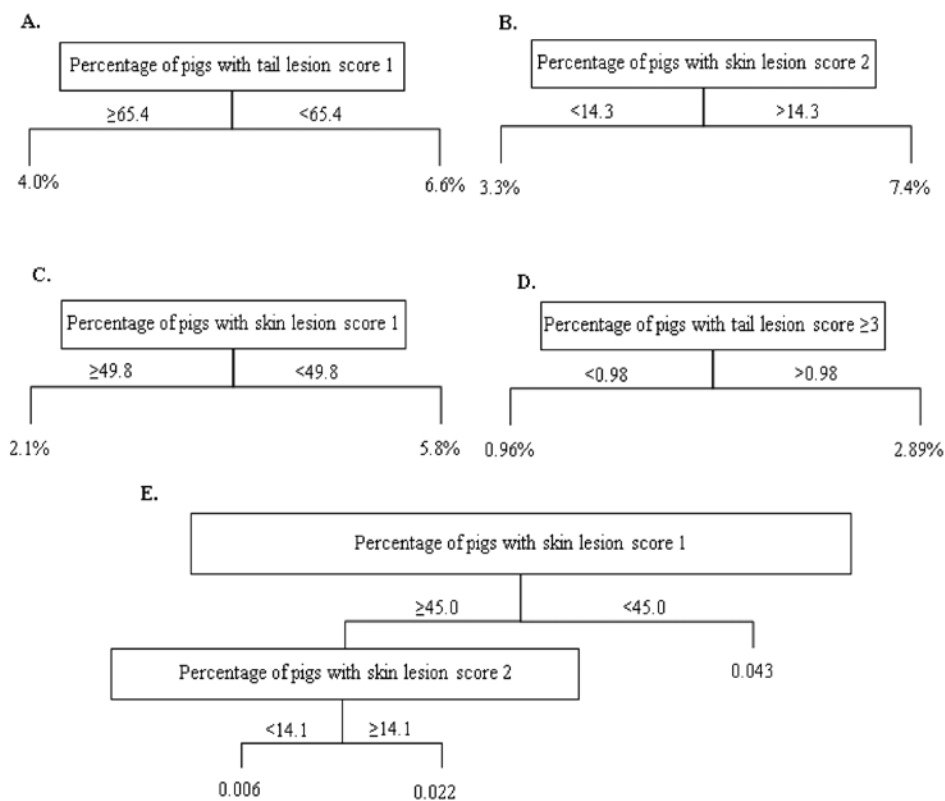 A.
Percentage of pigs with tail lesion score 1
≥65.4 <65.4
4.0% 6.6%
B.
Percentage of pigs with skin lesion score 2
<14.3 >14.3
3.3% 7.4%
C.
Percentage of pigs with skin lesion score 1
≥49.8 <49.8
2.1% 5.8%
D.
Percentage of pigs with tail lesion score ≥3
<0.98 >0.98
0.96% 2.89%
E.
Percentage of pigs with skin lesion score 1
≥45.0 <45.0
0.043
Percentage of pigs with skin lesion score 2
<14.1 ≥14.1
0.006 0.022